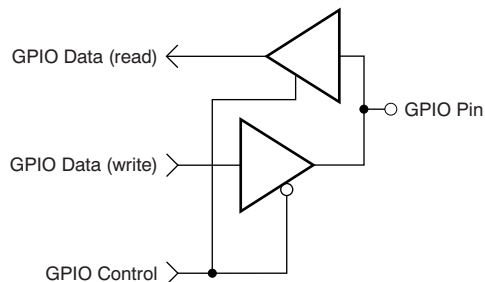 GPIO Data (read)
GPIO Pin
GPIO Data (write)
GPIO Control